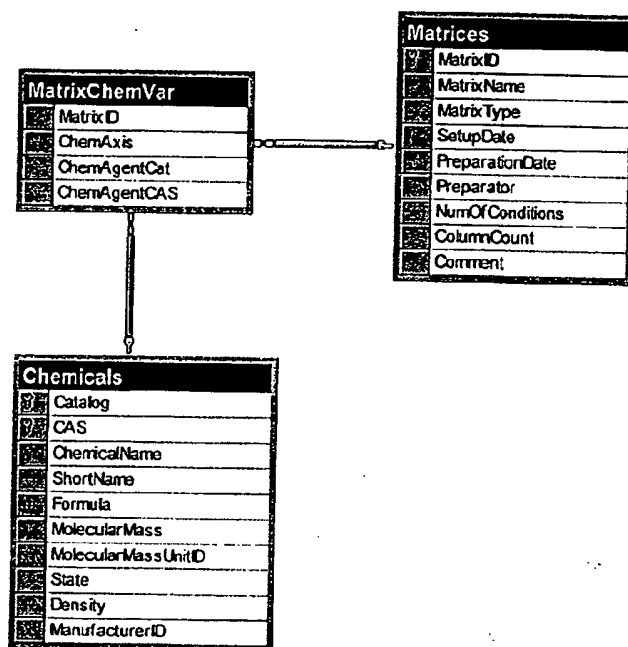 Matrices
MatrixID
MatrixName
MatrixType
SetupDate
PreparationDate
Preparator
NumOfConditions
ColumnCount
Comment
MatrixChemVar
MatrixID
ChemAxis
ChemAgentCat
ChemAgentCAS
Chemicals
Catalog
CAS
ChemicalName
ShortName
Formula
MolecularMass
MolecularMassUnitID
State
Density
ManufacturerID